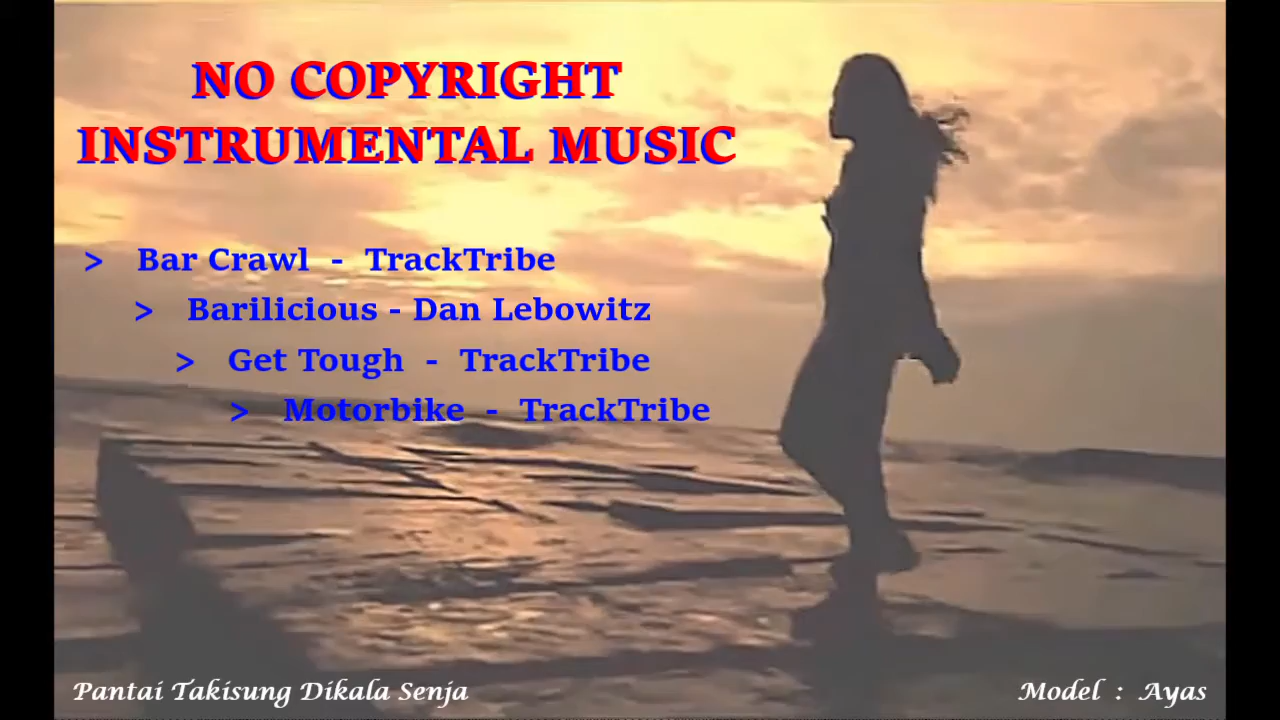 NO COPYRIGHT
INSTRUMENTAL MUSIC
> Bar Crawl - TrackTribe
> Barilicious - Dan Lebowitz
> Get Tough - TrackTribe
> Motorbike - TrackTribe
Pantai Takisung Dikala Senja
Model : Ayas